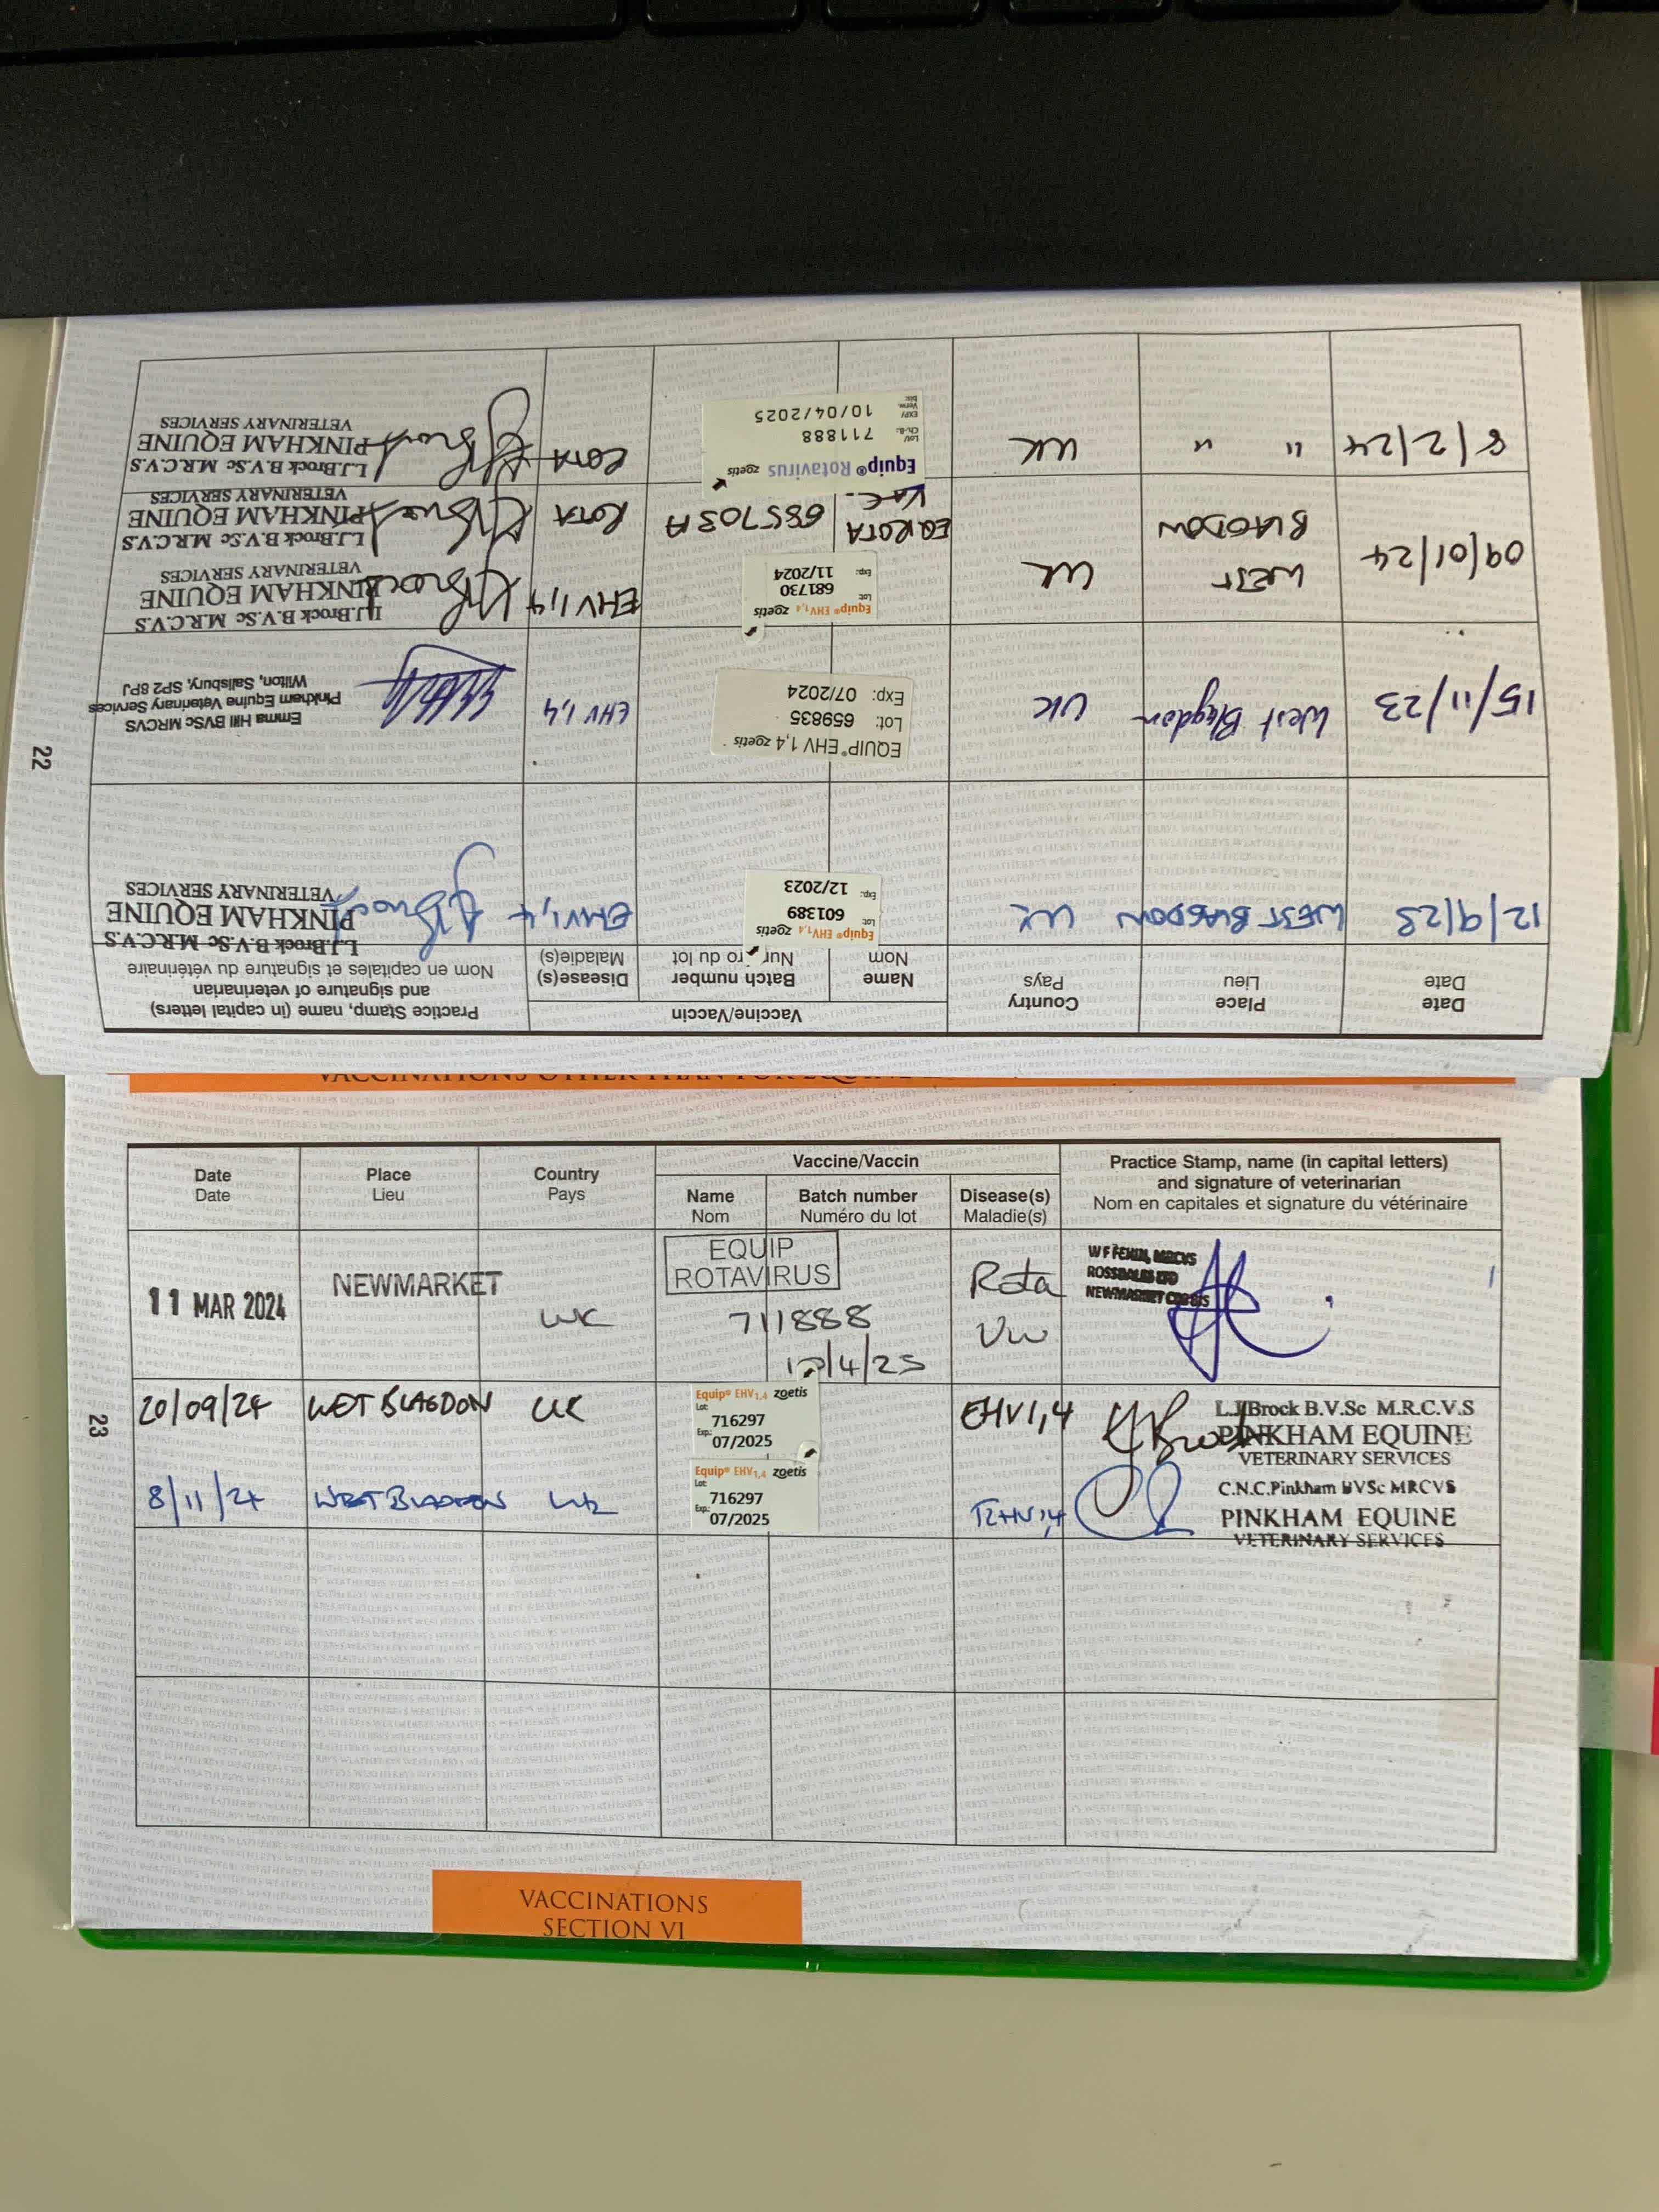 22
Date
Date
Place
Lieu
Country
Pays
Vaccine/Vaccin
Name
Nom
Batch number
du lot
Disease(s)
Maladie(s)
Practice Stamp, name (in capital letters)
and signature of veterinarian
Nom en capitales et signature du vétérinaire
12/9/23 WEST BLAGDON UK
Equip® EHV1,4 zoetis
Lot: 601389
Exp: 12/2023
EHV1,4
L.J.Brock B.V.Sc M.R.C.V.S
PINKHAM EQUINE
VETERINARY SERVICES
15/11/23 West Blagdon UK
EQUIP® EHV 1,4 zoetis
Lot: 659835
Exp: 07/2024
EHV 1,4
Emma Hill BVSc MRCVS
Pinkham Equine Veterinary Services
Wilton, Salisbury, SP2 8PJ
09/01/24 WEST
BLAGDON
UK
Equip® EHV1,4 zoetis
Lot: 681730
Exp: 11/2024
EHV1,4
L.J.Brock B.V.Sc M.R.C.V.S
PINKHAM EQUINE
VETERINARY SERVICES
EQROTA
Vac.
685703A
ROTA
L.J.Brock B.V.Sc M.R.C.V.S
PINKHAM EQUINE
VETERINARY SERVICES
8/2/24 " " UK
Equip® Rotavirus zoetis
Lot/
Ch.-B.: 711888
EXP/
Verw.
bis: 10/04/2025
ROTA
L.J.Brock B.V.Sc M.R.C.V.S
PINKHAM EQUINE
VETERINARY SERVICES
VACCINATIONS OTHER THAN FOR
23
Date
Date
Place
Lieu
Country
Pays
Vaccine/Vaccin
Name
Nom
Batch number
Numéro du lot
Disease(s)
Maladie(s)
Practice Stamp, name (in capital letters)
and signature of veterinarian
Nom en capitales et signature du vétérinaire
11 MAR 2024
NEWMARKET
UK
EQUIP
ROTAVIRUS
711888
10/4/25
Rota
Vac
ROSSDALES LTD
20/09/24 WET BLAGDON UK
Equip® EHV1,4 zoetis
Lot:
716297
Exp:
07/2025
EHV1,4
L.J.Brock B.V.Sc M.R.C.V.S
PINKHAM EQUINE
VETERINARY SERVICES
8/11/24 WEST BLAGDON UK
Equip® EHV1,4 zoetis
Lot:
716297
Exp:
07/2025
EHV1,4
C.N.C.Pinkham BVSc MRCVS
PINKHAM EQUINE
VETERINARY SERVICES
VACCINATIONS
SECTION VI